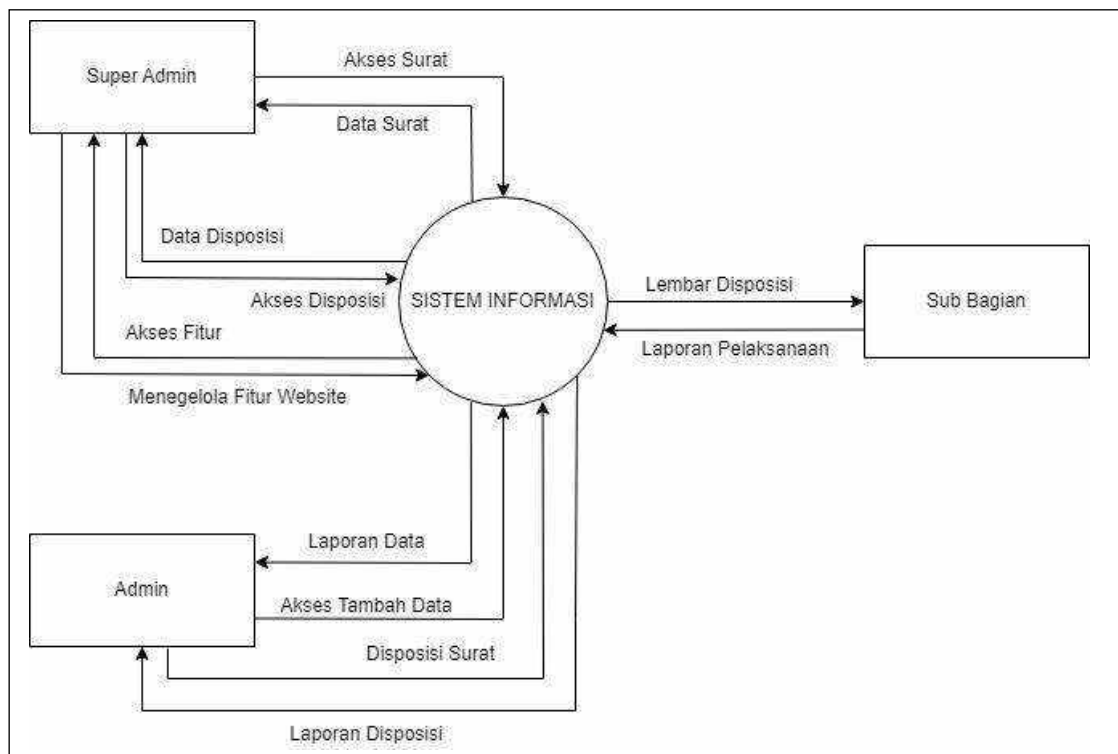 Super Admin
Akses Surat
Data Surat
Data Disposisi
Akses Disposisi
SISTEM INFORMASI
Lembar Disposisi
Sub Bagian
Akses Fitur
Laporan Pelaksanaan
Menegelola Fitur Website
Laporan Data
Admin
Akses Tambah Data
Disposisi Surat
Laporan Disposisi